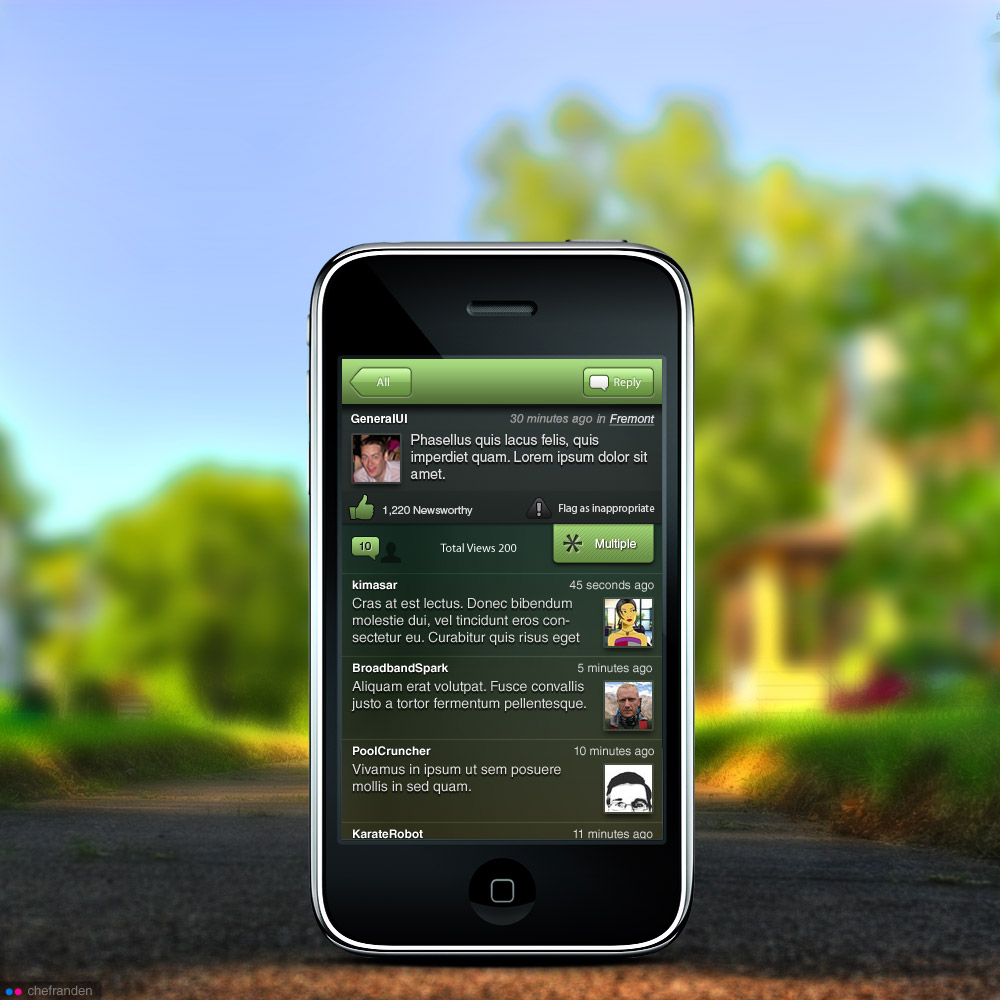 All
Reply
GeneralUI
30 minutes ago in Fremont
Phasellus quis lacus felis, quis
imperdiet quam. Lorem ipsum dolor sit
amet.
1,220 Newsworthy
Flag as inappropriate
10
Total Views 200
Multiple
kimasar
45 seconds ago
Cras at est lectus. Donec bibendum
molestie dui, vel tincidunt eros con-
sectetur eu. Curabitur quis risus eget
BroadbandSpark
5 minutes ago
Aliquam erat volutpat. Fusce convallis
justo a tortor fermentum pellentesque.
PoolCruncher
10 minutes ago
Vivamus in ipsum ut sem posuere
mollis in sed quam.
KarateRobot
11 minutes ago
chefranden